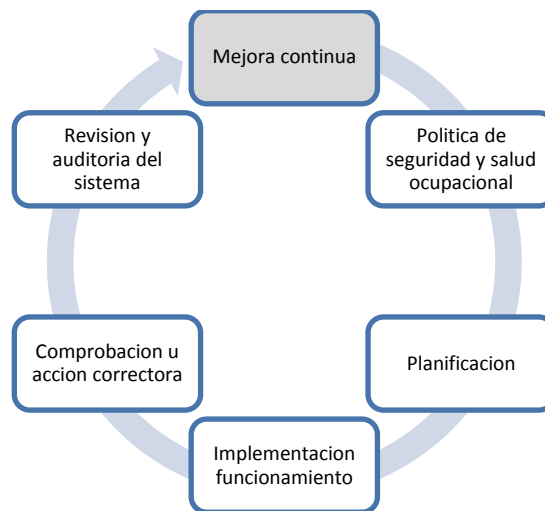 Mejora continua
Politica de
seguridad y salud
ocupacional
Planificacion
Implementacion
funcionamiento
Comprobacion u
accion correctora
Revision y
auditoria del
sistema